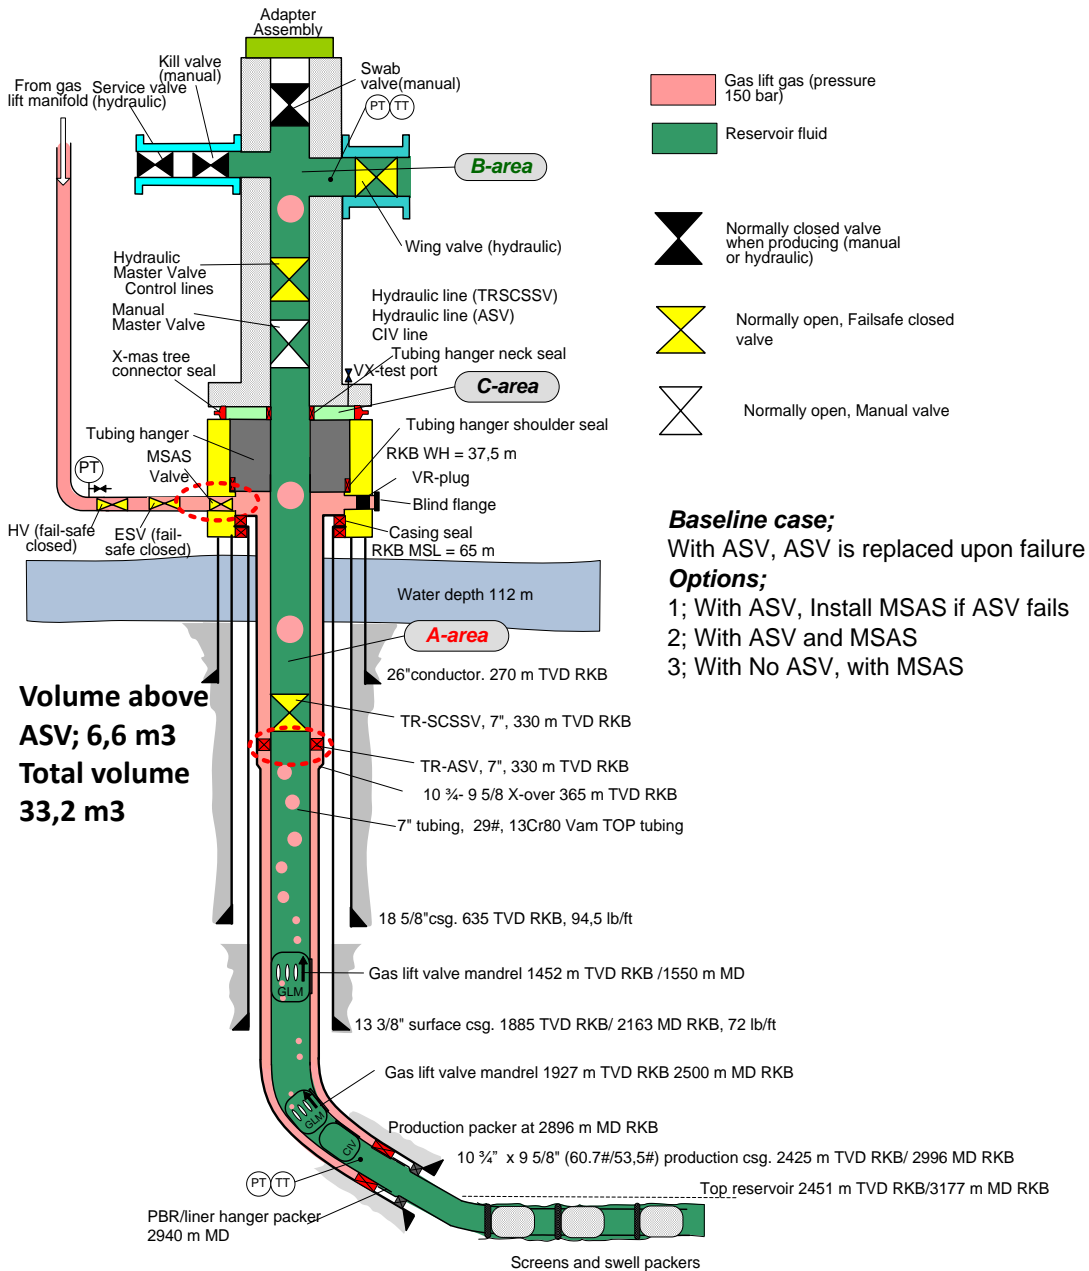 Adapter
Assembly
Kill valve
(manual)
Swab
valve(manual)
From gas
lift manifold
Service valve
(hydraulic)
PT
TT
Gas lift gas (pressure
150 bar)
Reservoir fluid
B-area
Normally closed valve
when producing (manual
or hydraulic)
Wing valve (hydraulic)
Hydraulic
Master Valve
Control lines
Manual
Master Valve
Hydraulic line (TRSCSSV)
Hydraulic line (ASV)
CIV line
Normally open, Failsafe closed
valve
X-mas tree
connector seal
Tubing hanger neck seal
VX-test port
C-area
Normally open, Manual valve
Tubing hanger
Tubing hanger shoulder seal
MSAS
Valve
RKB WH = 37,5 m
PT
VR-plug
Blind flange
HV (fail-safe
closed)
ESV (fail-
safe closed)
Casing seal
RKB MSL = 65 m
Baseline case;
With ASV, ASV is replaced upon failure
Options;
1; With ASV, Install MSAS if ASV fails
2; With ASV and MSAS
3; With No ASV, with MSAS
Water depth 112 m
A-area
26"conductor. 270 m TVD RKB
Volume above
ASV; 6,6 m3
Total volume
33,2 m3
TR-SCSSV, 7", 330 m TVD RKB
TR-ASV, 7", 330 m TVD RKB
10 ¾- 9 5/8 X-over 365 m TVD RKB
7" tubing, 29#, 13Cr80 Vam TOP tubing
18 5/8"csg. 635 TVD RKB, 94,5 lb/ft
Gas lift valve mandrel 1452 m TVD RKB /1550 m MD
GLM
13 3/8" surface csg. 1885 TVD RKB/ 2163 MD RKB, 72 lb/ft
Gas lift valve mandrel 1927 m TVD RKB 2500 m MD RKB
GLM
CIV
Production packer at 2896 m MD RKB
10 ¾" x 9 5/8" (60.7#/53,5#) production csg. 2425 m TVD RKB/ 2996 MD RKB
PT
TT
Top reservoir 2451 m TVD RKB/3177 m MD RKB
PBR/liner hanger packer
2940 m MD
Screens and swell packers